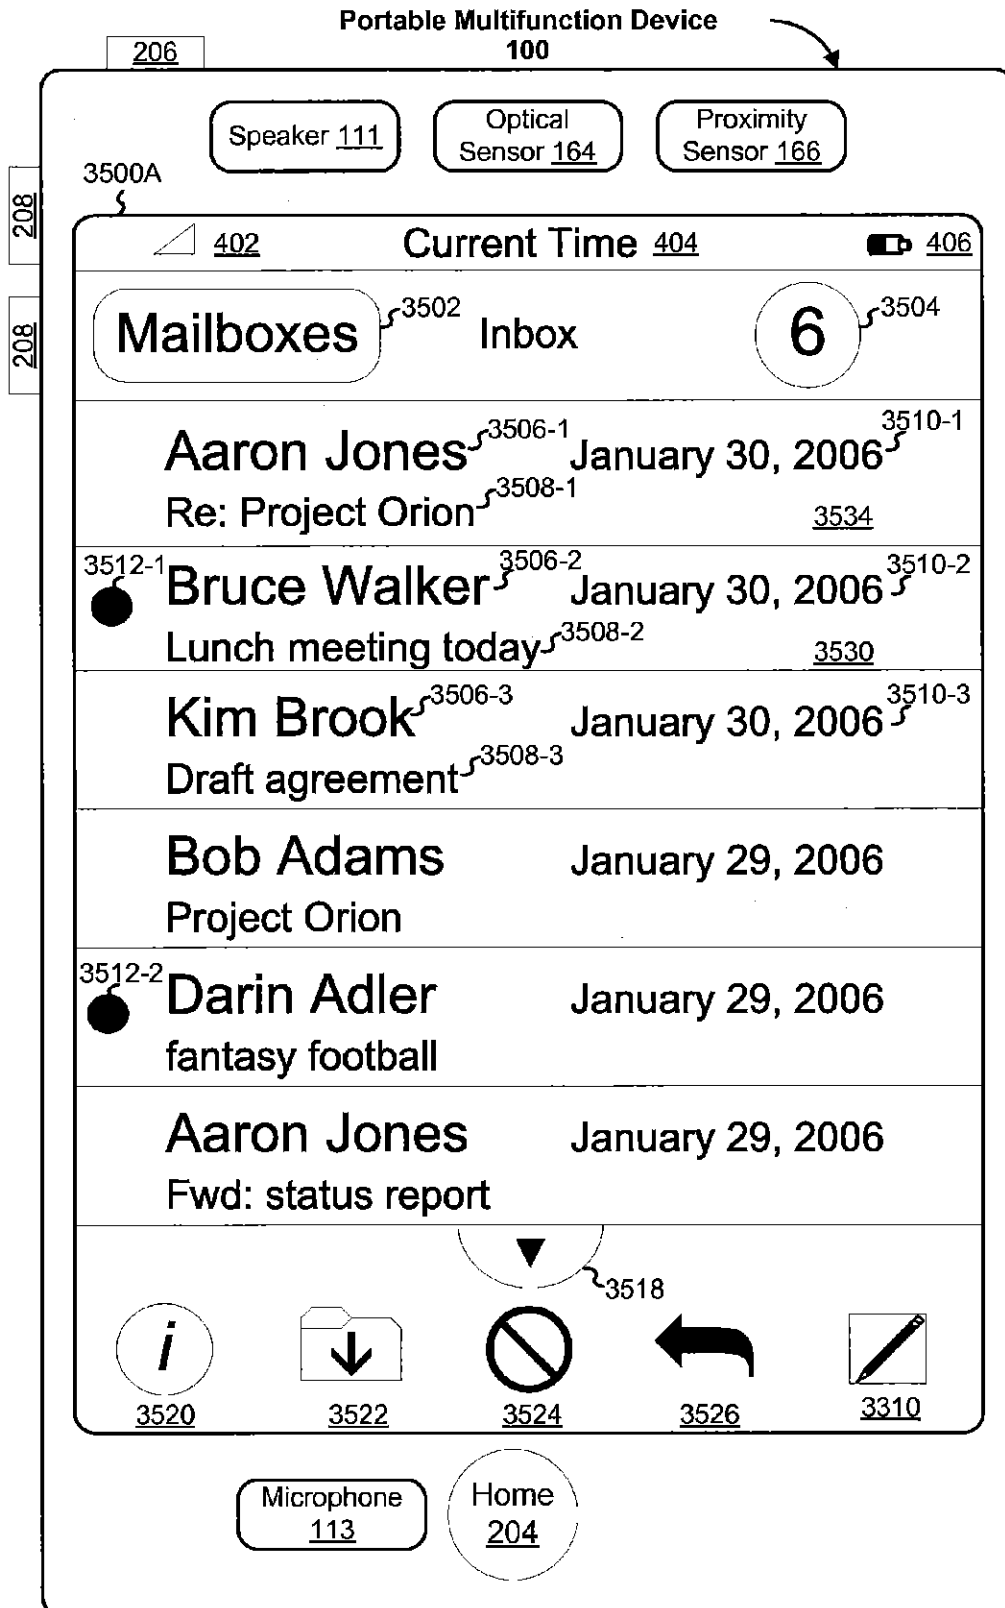 Portable Multifunction Device
100
206
Speaker 111
Optical
Sensor 164
Proximity
Sensor 166
3500A
208
208
402
Current Time 404
406
Mailboxes
3502
Inbox
6
3504
Aaron Jones
3506-1
January 30, 2006
3510-1
Re: Project Orion
3508-1
3534
3512-1
Bruce Walker
3506-2
January 30, 2006
3510-2
Lunch meeting today
3508-2
3530
Kim Brook
3506-3
January 30, 2006
3510-3
Draft agreement
3508-3
Bob Adams
January 29, 2006
Project Orion
3512-2
Darin Adler
January 29, 2006
fantasy football
Aaron Jones
January 29, 2006
Fwd: status report
3518
i
3520
3522
3524
3526
3310
Microphone
113
Home
204